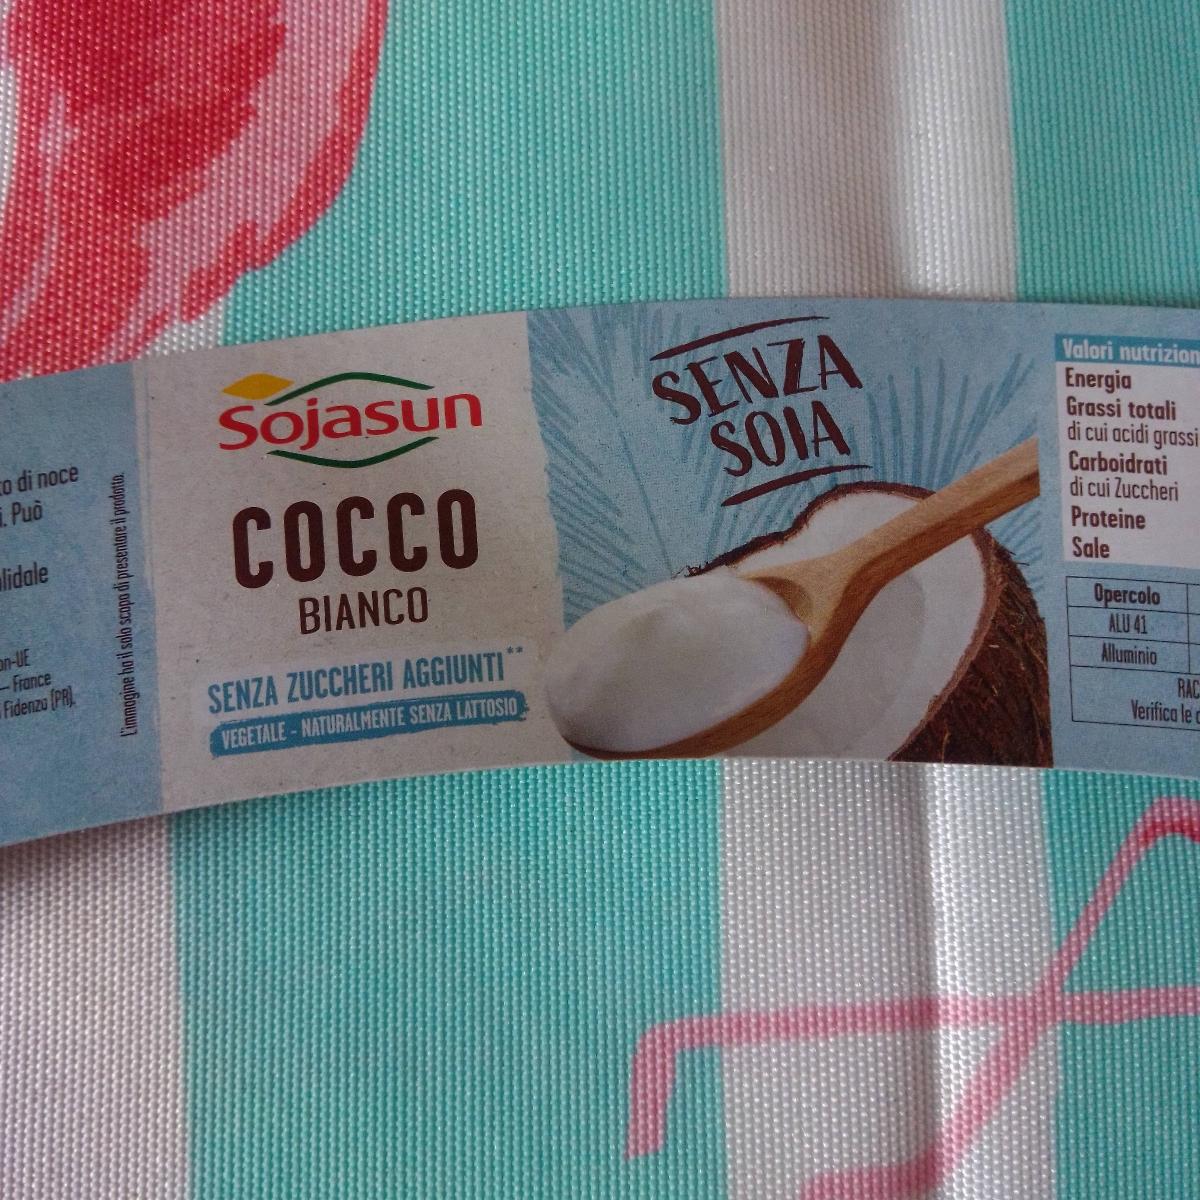 to di noce
i. Può
lidale
on-UE
– France
Fidenza (PR).
L'immagine ha il solo scopo di presentare il prodotto.
Sojasun
COCCO
BIANCO
SENZA ZUCCHERI AGGIUNTI**
VEGETALE - NATURALMENTE SENZA LATTOSIO
SENZA
SOIA
Valori nutrizion
Energia
Grassi totali
di cui acidi grassi
Carboidrati
di cui Zuccheri
Proteine
Sale
Opercolo
ALU 41
Alluminio
RAC
Verifica le